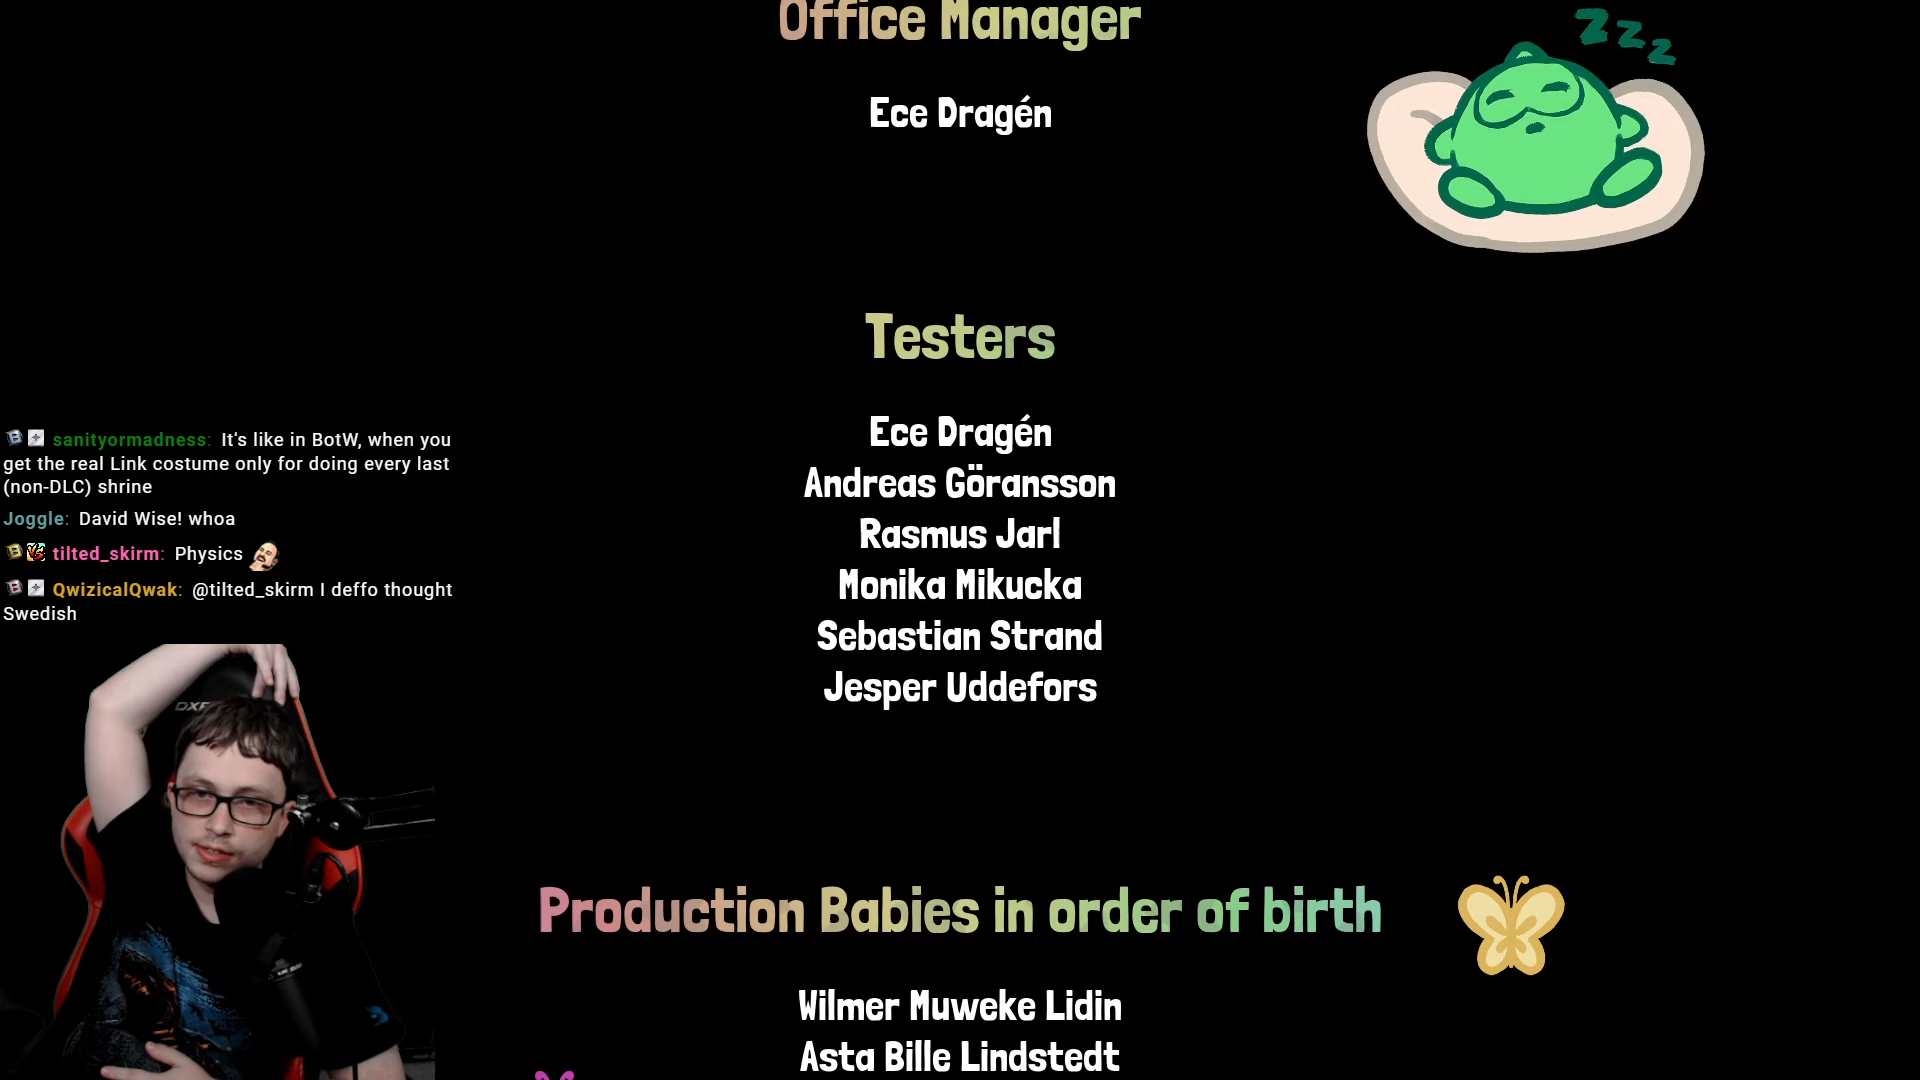 Office Manager
Ece Dragén
zzz
Testers
Ece Dragén
Andreas Göransson
Rasmus Jarl
Monika Mikucka
Sebastian Strand
Jesper Uddefors
Production Babies in order of birth
Wilmer Muweke Lidin
Asta Bille Lindstedt
sanityormadness: It's like in BotW, when you
get the real Link costume only for doing every last
(non-DLC) shrine
Joggle: David Wise! whoa
tilted_skirm: Physics
QwizicalQwak: @tilted_skirm I deffo thought
Swedish